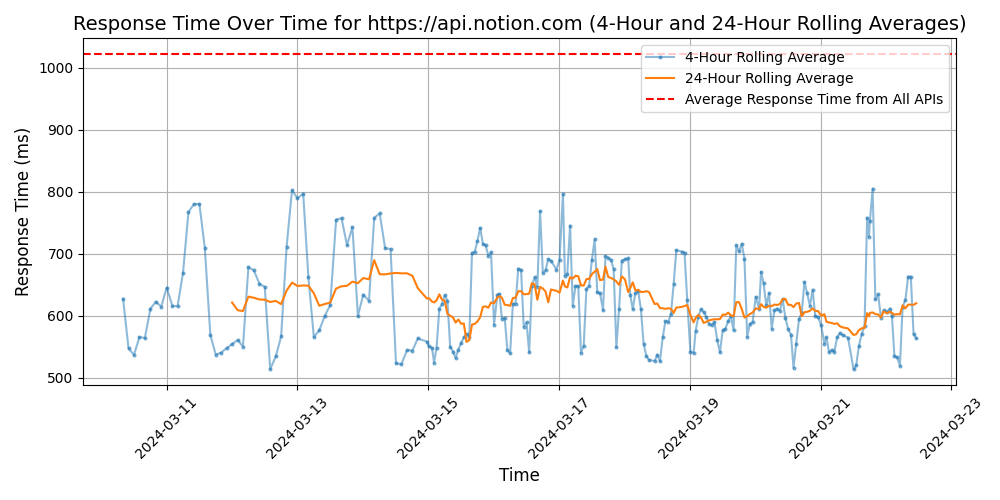 Response Time Over Time for https://api.notion.com (4-Hour and 24-Hour Rolling Averages)
4-Hour Rolling Average
24-Hour Rolling Average
Average Response Time from All APIs
Response Time (ms)
1000
900
800
700
600
500
2024-03-11
2024-03-13
2024-03-15
2024-03-17
2024-03-19
2024-03-21
2024-03-23
Time